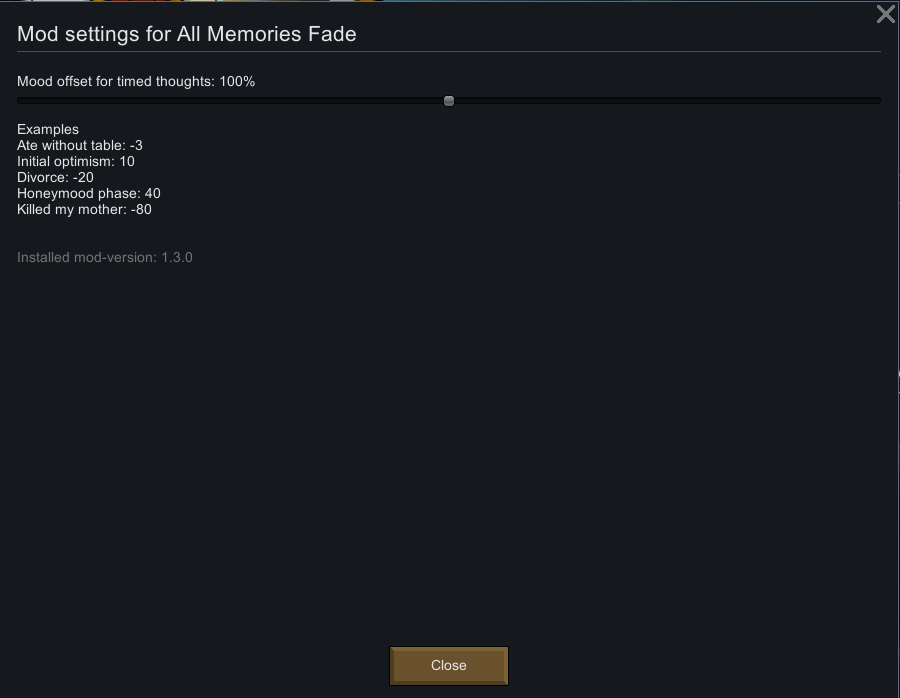 Mod settings for All Memories Fade
Mood offset for timed thoughts: 100%
Examples
Ate without table: -3
Initial optimism: 10
Divorce: -20
Honeymood phase: 40
Killed my mother: -80
Installed mod-version: 1.3.0
Close